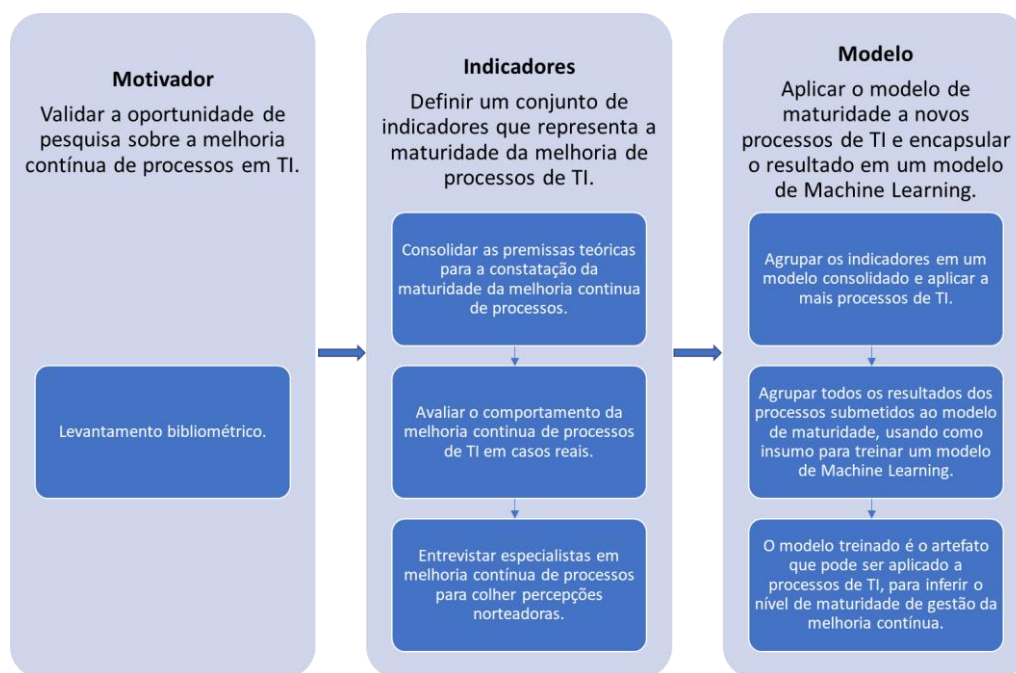 Motivador
Validar a oportunidade de
pesquisa sobre a melhoria
contínua de processos em TI.
Levantamento bibliométrico.
Indicadores
Definir um conjunto de
indicadores que representa a
maturidade da melhoria de
processos de TI.
Consolidar as premissas teóricas
para a constatação da
maturidade da melhoria continua
de processos.
Avaliar o comportamento da
melhoria continua de processos
de TI em casos reais.
Entrevistar especialistas em
melhoria contínua de processos
para colher percepções
norteadoras.
Modelo
Aplicar o modelo de
maturidade a novos
processos de TI e encapsular
o resultado em um modelo
de Machine Learning.
Agrupar os indicadores em um
modelo consolidado e aplicar a
mais processos de TI.
Agrupar todos os resultados dos
processos submetidos ao modelo
de maturidade, usando como
insumo para treinar um modelo
de Machine Learning.
O modelo treinado é o artefato
que pode ser aplicado a
processos de TI, para inferir o
nível de maturidade de gestão da
melhoria contínua.